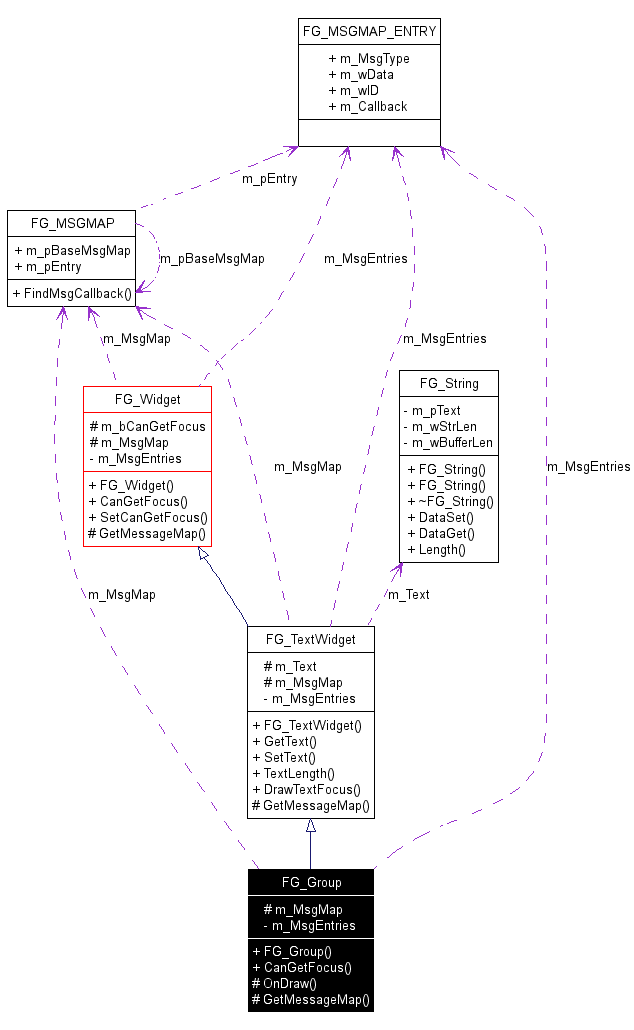 FG_MSGMAP_ENTRY
+ m_MsgType
+ m_wData
+ m_wID
+ m_Callback
m_pEntry
FG_MSGMAP
+ m_pBaseMsgMap
+ m_pEntry
+ FindMsgCallback()
m_pBaseMsgMap
m_MsgEntries
m_MsgMap
m_MsgEntries
FG_Widget
# m_bCanGetFocus
# m_MsgMap
- m_MsgEntries
+ FG_Widget()
+ CanGetFocus()
+ SetCanGetFocus()
# GetMessageMap()
FG_String
- m_pText
- m_wStrLen
- m_wBufferLen
+ FG_String()
+ FG_String()
+ ~FG_String()
+ DataSet()
+ DataGet()
+ Length()
m_MsgMap
m_MsgEntries
m_MsgMap
m_Text
FG_TextWidget
# m_Text
# m_MsgMap
- m_MsgEntries
+ FG_TextWidget()
+ GetText()
+ SetText()
+ TextLength()
+ DrawTextFocus()
# GetMessageMap()
FG_Group
# m_MsgMap
- m_MsgEntries
+ FG_Group()
+ CanGetFocus()
# OnDraw()
# GetMessageMap()